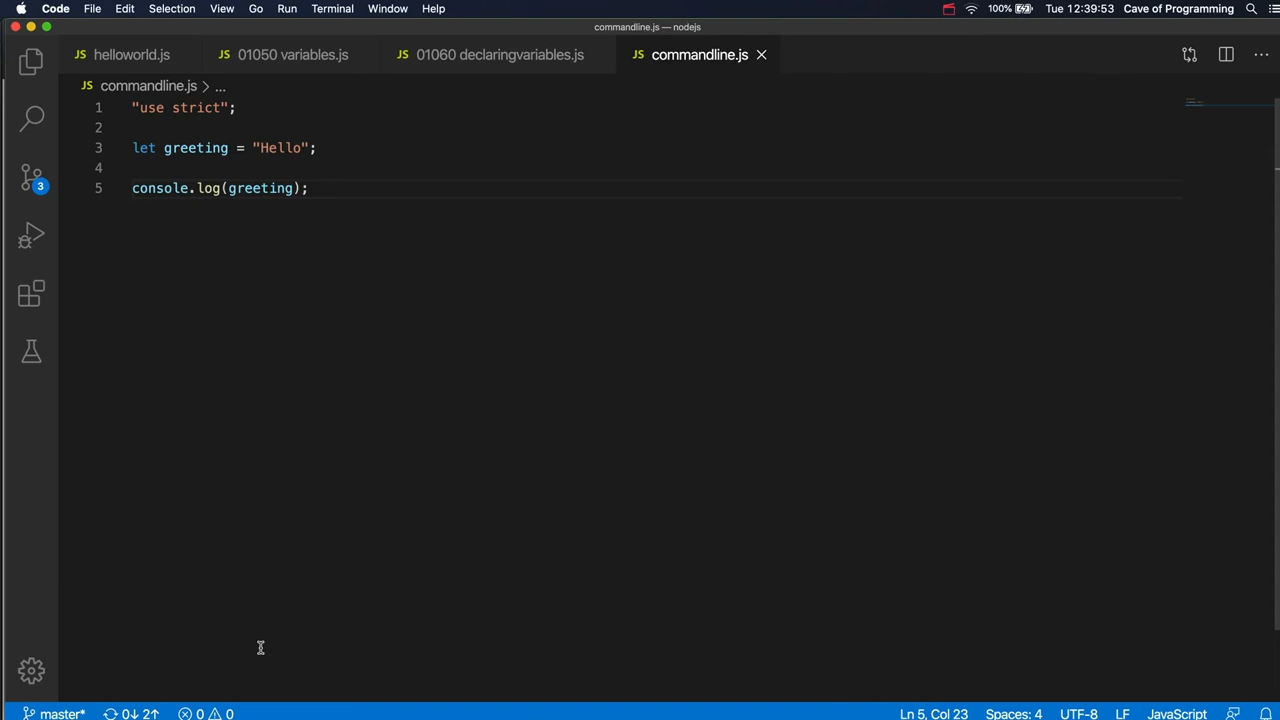 Code File Edit Selection View Go Run Terminal Window Help 100% Tue 12:39:53 Cave of Programming
commandline.js — nodejs
JS helloworld.js JS 01050 variables.js JS 01060 declaringvariables.js JS commandline.js
JS commandline.js > ...
1 "use strict";
2
3 let greeting = "Hello";
4
5 console.log(greeting);
3
master* 0↓ 2↑ 0 0 Ln 5, Col 23 Spaces: 4 UTF-8 LF JavaScript